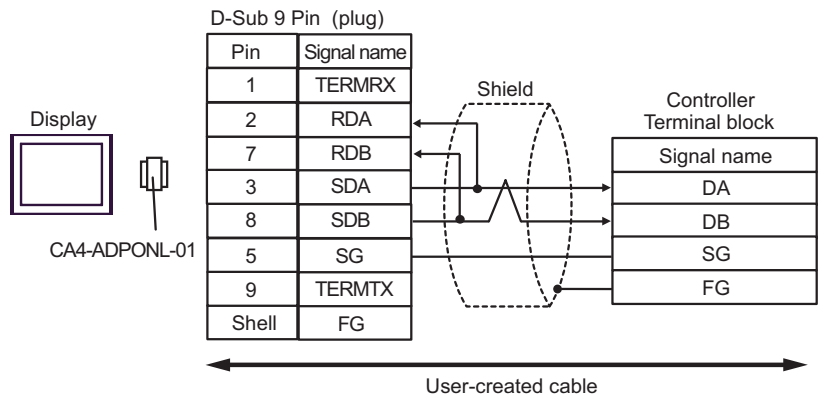 D-Sub 9 Pin (plug)
Pin Signal name
1 TERMRX
2 RDA
7 RDB
3 SDA
8 SDB
5 SG
9 TERMTX
Shell FG
Display
CA4-ADPONL-01
Shield
Controller
Terminal block
Signal name
DA
DB
SG
FG
User-created cable